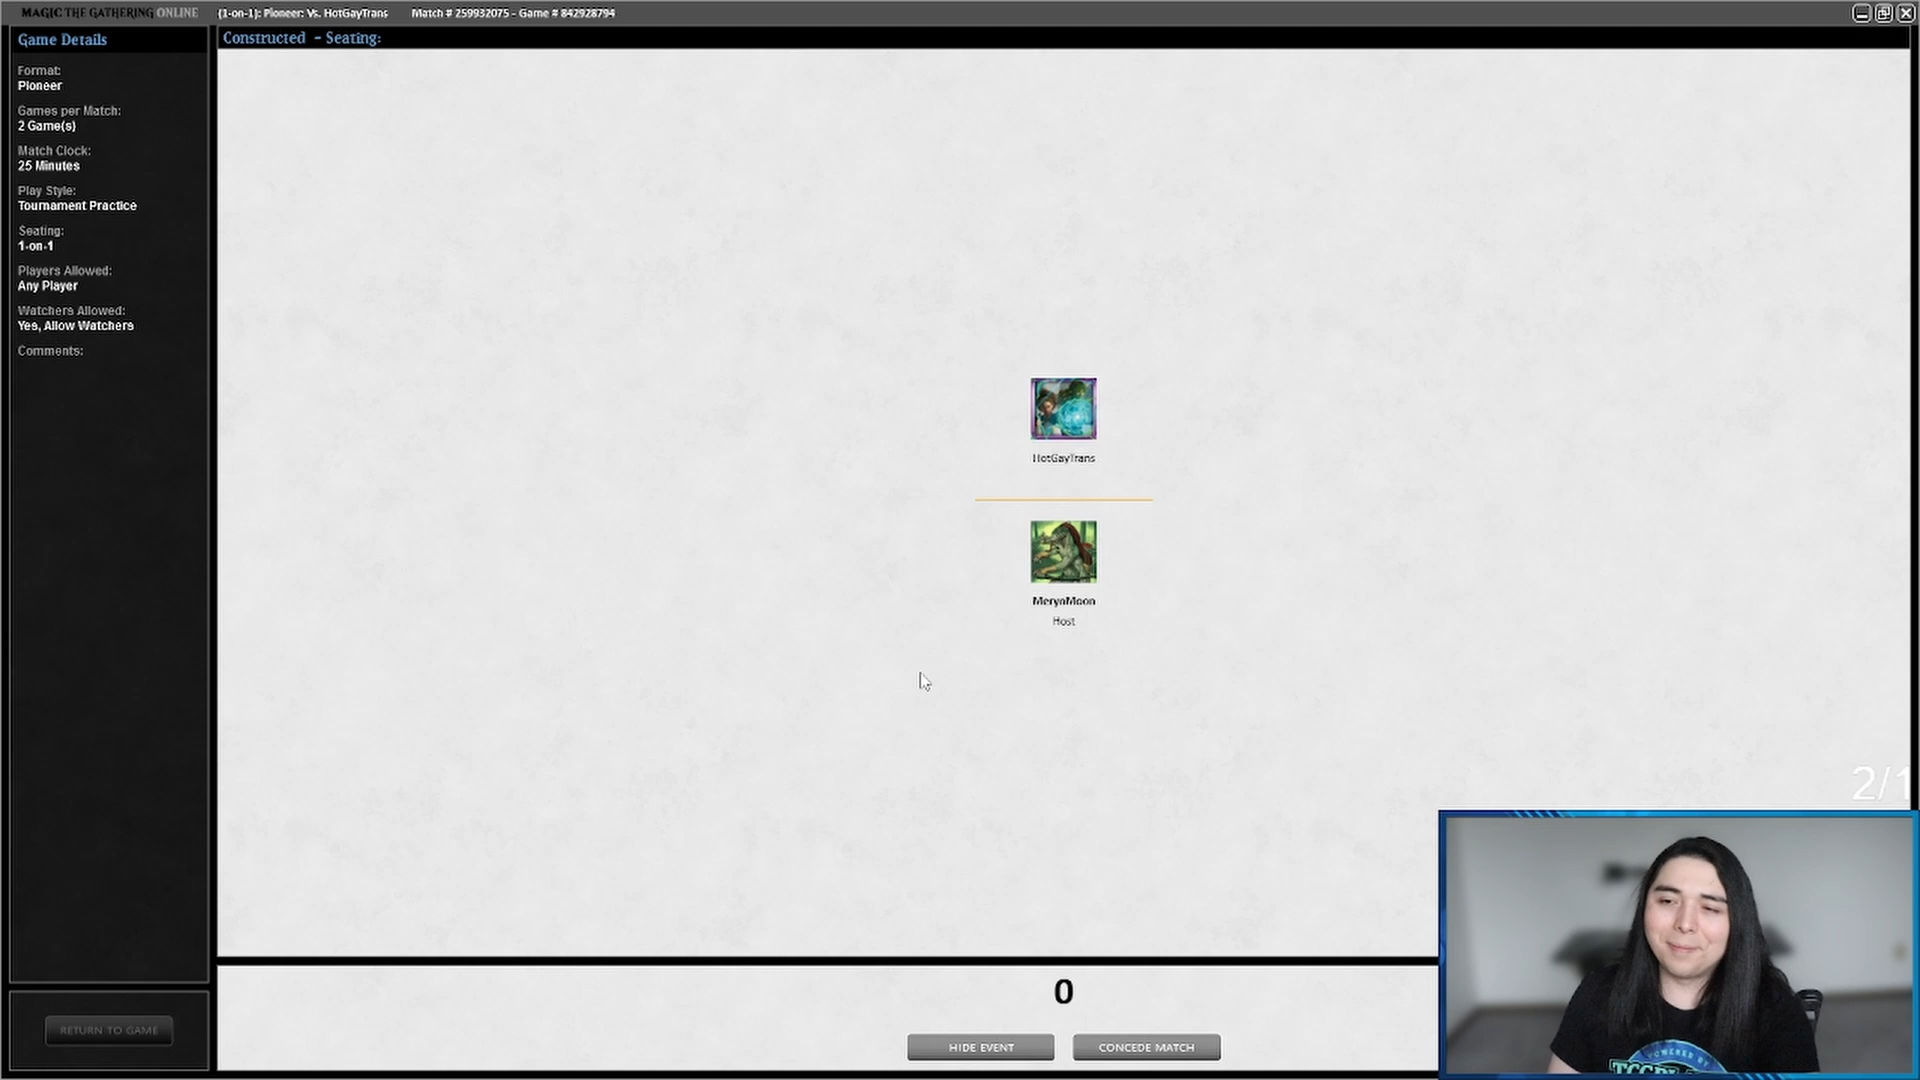 MAGIC THE GATHERING ONLINE (1-on-1): Pioneer: Vs. HotGayTrans Match # 259932075 - Game # 842928794
Game Details
Constructed - Seating:
Format:
Pioneer
Games per Match:
2 Game(s)
Match Clock:
25 Minutes
Play Style:
Tournament Practice
Seating:
1-on-1
Players Allowed:
Any Player
Watchers Allowed:
Yes, Allow Watchers
Comments:
HotGayTrans
MerynMoon
Host
2/1
0
RETURN TO GAME
HIDE EVENT
CONCEDE MATCH
POWERED BY